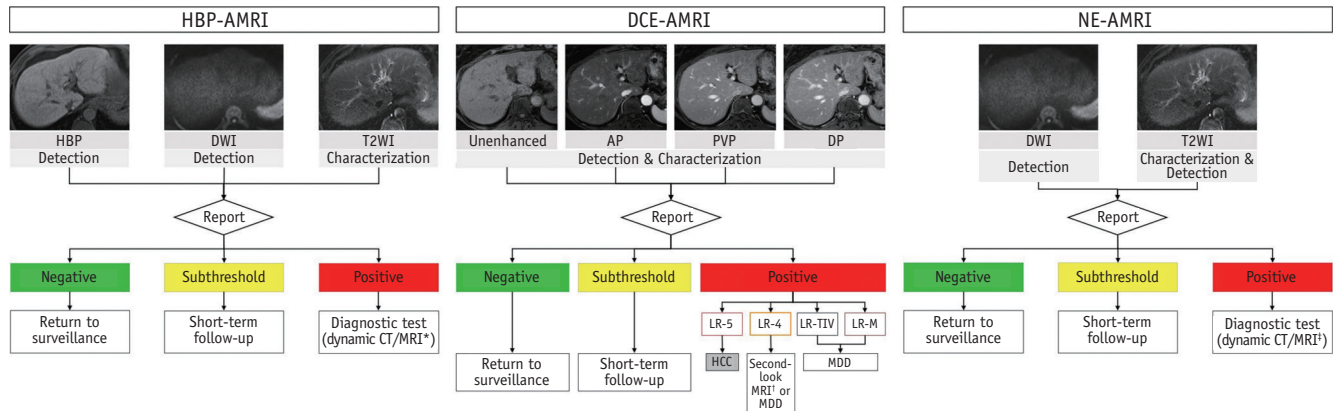 HBP-AMRI
HBP
DWI
T2WI
Detection
Detection
Characterization
Report
Negative
Subthreshold
Positive
Return to
surveillance
Short-term
follow-up
Diagnostic test
(dynamic CT/MRI*)
DCE-AMRI
Unenhanced
AP
PVP
DP
Detection & Characterization
Report
Negative
Subthreshold
Positive
LR-5
LR-4
LR-TIV
LR-M
Return to
surveillance
Short-term
follow-up
HCC
Second-
look
MRI† or
MDD
MDD
NE-AMRI
DWI
T2WI
Detection
Characterization &
Detection
Report
Negative
Subthreshold
Positive
Return to
surveillance
Short-term
follow-up
Diagnostic test
(dynamic CT/MRI‡)